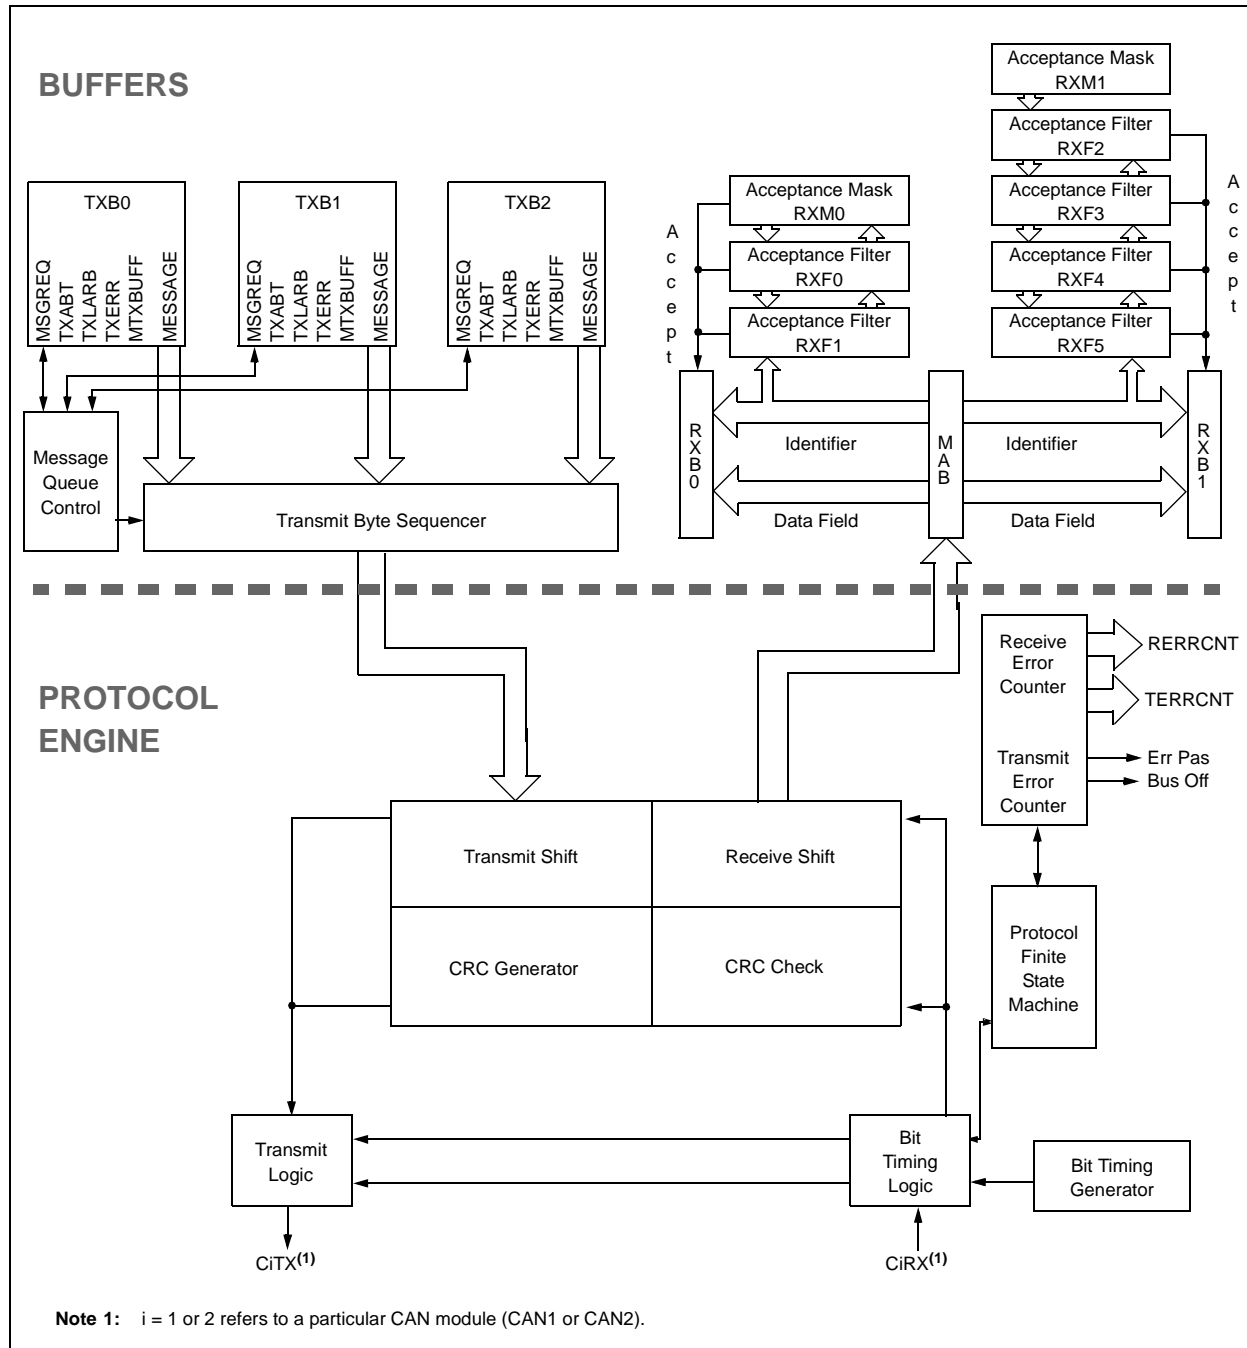 BUFFERS
TXB0
MSGREQ
TXABT
TXLARB
TXERR
MTXBUFF
MESSAGE
TXB1
MSGREQ
TXABT
TXLARB
TXERR
MTXBUFF
MESSAGE
TXB2
MSGREQ
TXABT
TXLARB
TXERR
MTXBUFF
MESSAGE
Message
Queue
Control
Transmit Byte Sequencer
Accept
Acceptance Mask
RXM0
Acceptance Filter
RXF0
Acceptance Filter
RXF1
Acceptance Mask
RXM1
Acceptance Filter
RXF2
Acceptance Filter
RXF3
Acceptance Filter
RXF4
Acceptance Filter
RXF5
Accept
RXB0
Identifier
Data Field
MAB
Identifier
Data Field
RXB1
PROTOCOL
ENGINE
Receive
Error
Counter
Transmit
Error
Counter
RERRCNT
TERRCNT
Err Pas
Bus Off
Transmit Shift
Receive Shift
CRC Generator
CRC Check
Protocol
Finite
State
Machine
Transmit
Logic
Bit
Timing
Logic
Bit Timing
Generator
CiTX(1)
CiRX(1)
Note 1: i = 1 or 2 refers to a particular CAN module (CAN1 or CAN2).